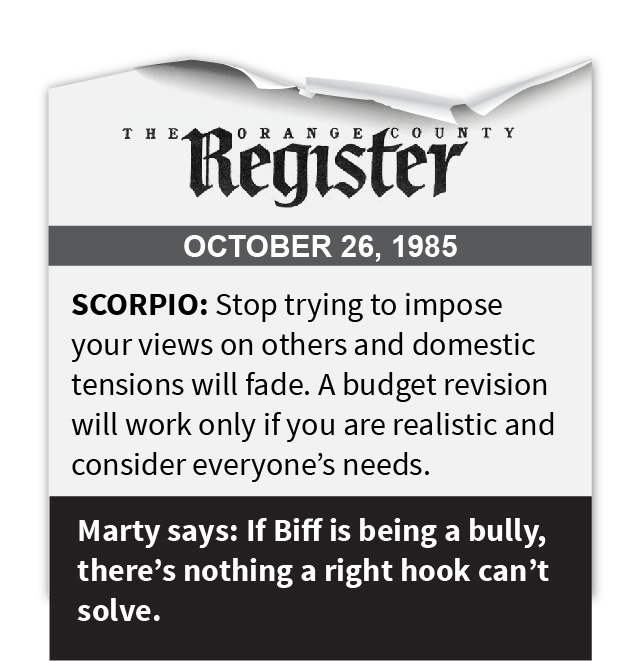 THE ORANGE COUNTY
Register
OCTOBER 26, 1985
SCORPIO: Stop trying to impose
your views on others and domestic
tensions will fade. A budget revision
will work only if you are realistic and
consider everyone’s needs.
Marty says: If Biff is being a bully,
there’s nothing a right hook can’t
solve.